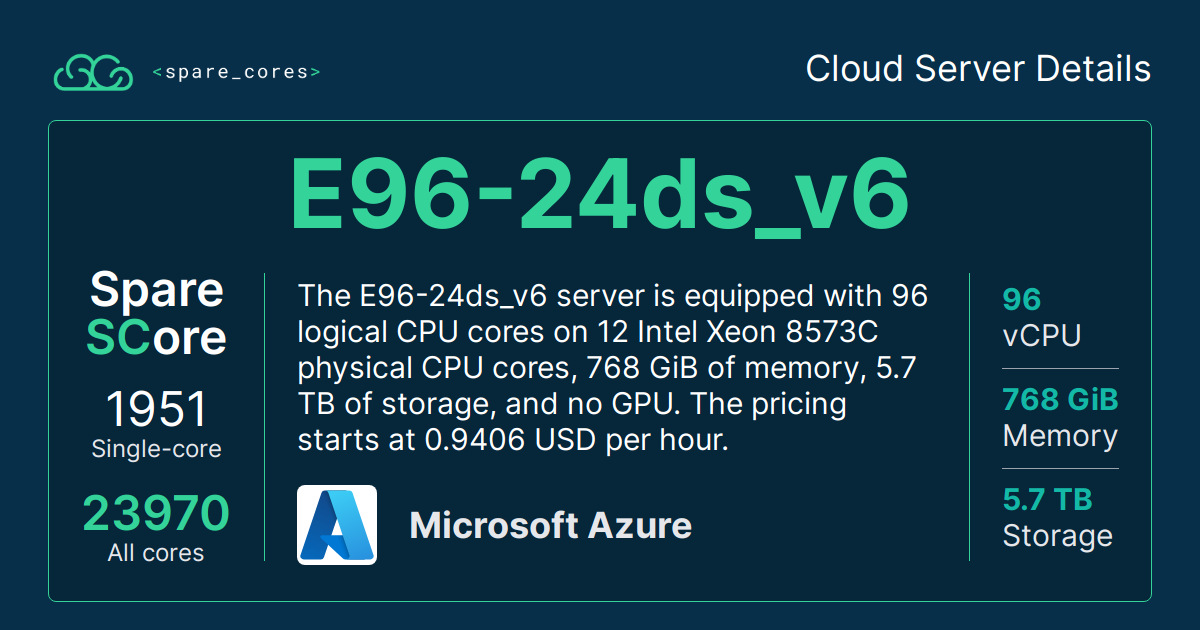 <spare_cores>
Cloud Server Details
E96-24ds_v6
Spare
SCore
1951
Single-core
23970
All cores
The E96-24ds_v6 server is equipped with 96
logical CPU cores on 12 Intel Xeon 8573C
physical CPU cores, 768 GiB of memory, 5.7
TB of storage, and no GPU. The pricing
starts at 0.9406 USD per hour.
Microsoft Azure
96
vCPU
768 GiB
Memory
5.7 TB
Storage